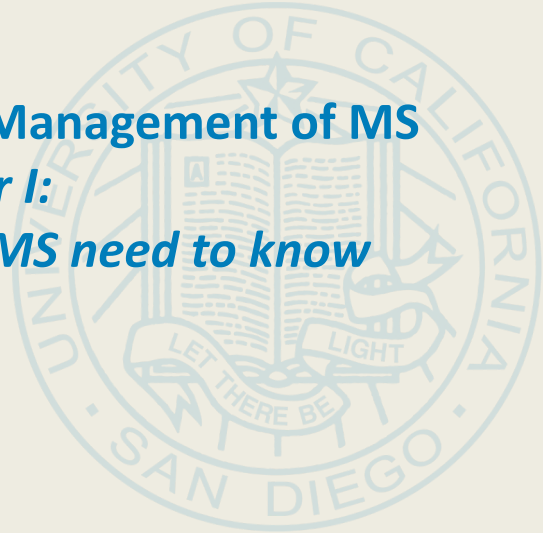 Management of MS
r I:
MS need to know
UNIVERSITY OF CALIFORNIA
SAN DIEGO
A
LET THERE BE LIGHT